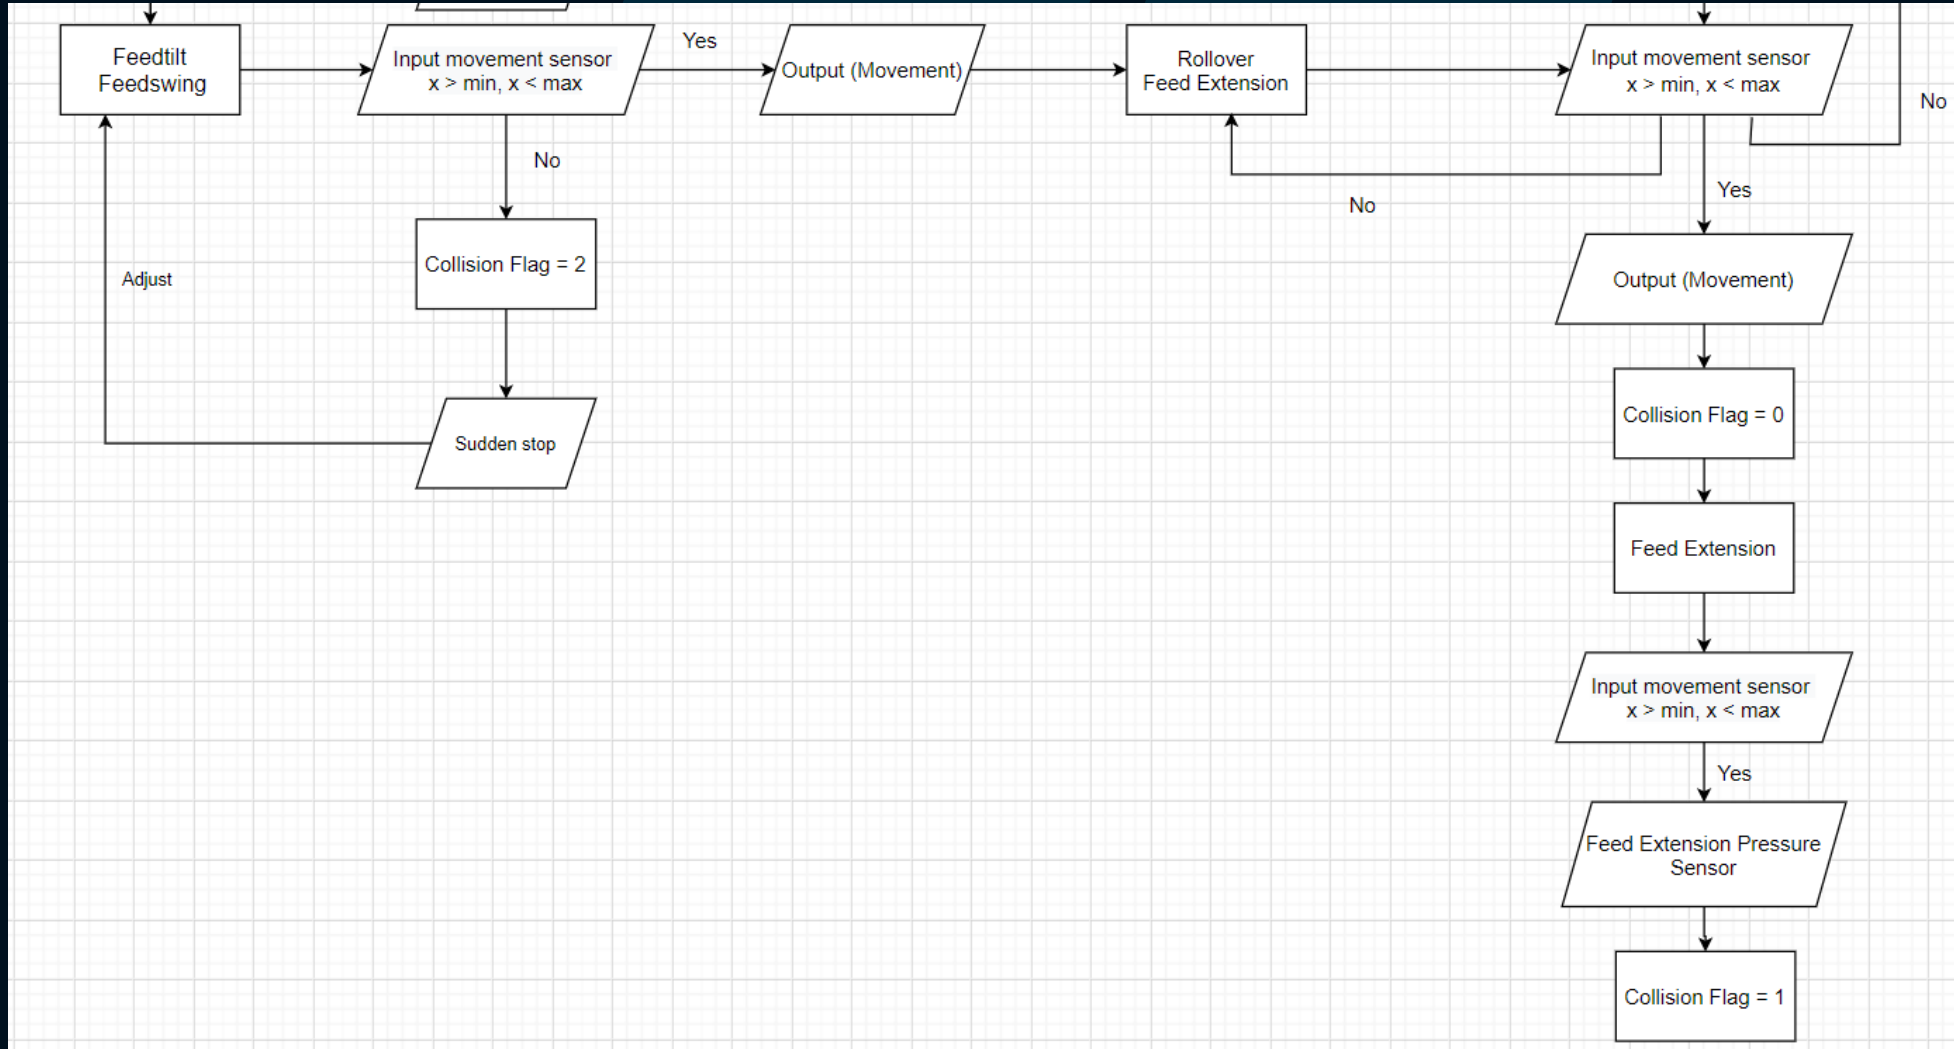 Feedtilt
Feedswing
Input movement sensor
x > min, x < max
Yes
Output (Movement)
Rollover
Feed Extension
Input movement sensor
x > min, x < max
No
No
No
Yes
Collision Flag = 2
Adjust
Output (Movement)
Sudden stop
Collision Flag = 0
Feed Extension
Input movement sensor
x > min, x < max
Yes
Feed Extension Pressure
Sensor
Collision Flag = 1